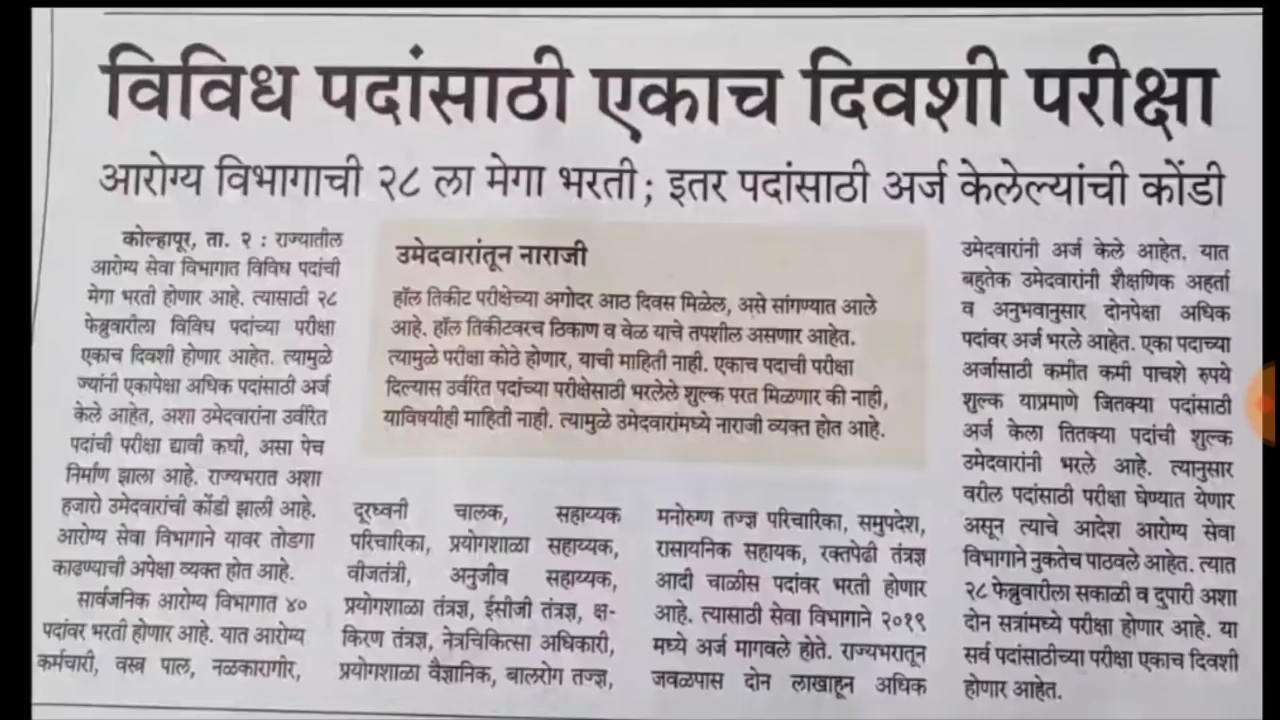 विविध पदांसाठी एकाच दिवशी परीक्षा
आरोग्य विभागाची २८ ला मेगा भरती; इतर पदांसाठी अर्ज केलेल्यांची कोंडी
कोल्हापूर, ता. २ : राज्यातील
आरोग्य सेवा विभागात विविध पदांची
मेगा भरती होणार आहे. त्यासाठी २८
फेब्रुवारीला विविध पदांच्या परीक्षा
एकाच दिवशी होणार आहेत. त्यामुळे
ज्यांनी एकापेक्षा अधिक पदांसाठी अर्ज
केले आहेत, अशा उमेदवारांना उर्वरित
पदांची परीक्षा द्यावी कधी, असा पेच
निर्माण झाला आहे. राज्यभरात अशा
हजारो उमेदवारांची कोंडी झाली आहे.
आरोग्य सेवा विभागाने यावर तोडगा
काढण्याची अपेक्षा व्यक्त होत आहे.
सार्वजनिक आरोग्य विभागात ४०
पदांवर भरती होणार आहे. यात आरोग्य
कर्मचारी, वस्त्र पाल, नळकारागीर,
उमेदवारांतून नाराजी
हॉल तिकीट परीक्षेच्या अगोदर आठ दिवस मिळेल, असे सांगण्यात आले
आहे. हॉल तिकीटवरच ठिकाण व वेळ याचे तपशील असणार आहेत.
त्यामुळे परीक्षा कोठे होणार, याची माहिती नाही. एकाच पदाची परीक्षा
दिल्यास उर्वरित पदांच्या परीक्षेसाठी भरलेले शुल्क परत मिळणार की नाही,
याविषयीही माहिती नाही. त्यामुळे उमेदवारांमध्ये नाराजी व्यक्त होत आहे.
दूरध्वनी चालक, सहाय्यक
परिचारिका, प्रयोगशाळा सहाय्यक,
वीजतंत्री, अनुजीव सहाय्यक,
प्रयोगशाळा तंत्रज्ञ, ईसीजी तंत्रज्ञ, क्ष-
किरण तंत्रज्ञ, नेत्रचिकित्सा अधिकारी,
प्रयोगशाळा वैज्ञानिक, बालरोग तज्ज्ञ,
मनोरुग्ण तज्ज्ञ परिचारिका, समुपदेश,
रासायनिक सहायक, रक्तपेढी तंत्रज्ञ
आदी चाळीस पदांवर भरती होणार
आहे. त्यासाठी सेवा विभागाने २०१९
मध्ये अर्ज मागवले होते. राज्यभरातून
जवळपास दोन लाखाहून अधिक
उमेदवारांनी अर्ज केले आहेत. यात
बहुतेक उमेदवारांनी शैक्षणिक अहर्ता
व अनुभवानुसार दोनपेक्षा अधिक
पदांवर अर्ज भरले आहेत. एका पदाच्या
अर्जासाठी कमीत कमी पाचशे रुपये
शुल्क याप्रमाणे जितक्या पदांसाठी
अर्ज केला तितक्या पदांची शुल्क
उमेदवारांनी भरले आहे. त्यानुसार
वरील पदांसाठी परीक्षा घेण्यात येणार
असून त्याचे आदेश आरोग्य सेवा
विभागाने नुकतेच पाठवले आहेत. त्यात
२८ फेब्रुवारीला सकाळी व दुपारी अशा
दोन सत्रांमध्ये परीक्षा होणार आहे. या
सर्व पदांसाठीच्या परीक्षा एकाच दिवशी
होणार आहेत.